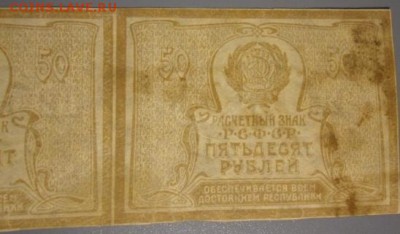 COINS.LAVE.RU
50
50
50
РАСЧЕТНЫЙ ЗНАК
Р·С·Ф·С·Р
ПЯТЬДЕСЯТ
РУБЛЕЙ
ОБЕСПЕЧИВАЕТСЯ ВСЕМ
ДОСТОЯНИЕМ РЕСПУБЛИКИ